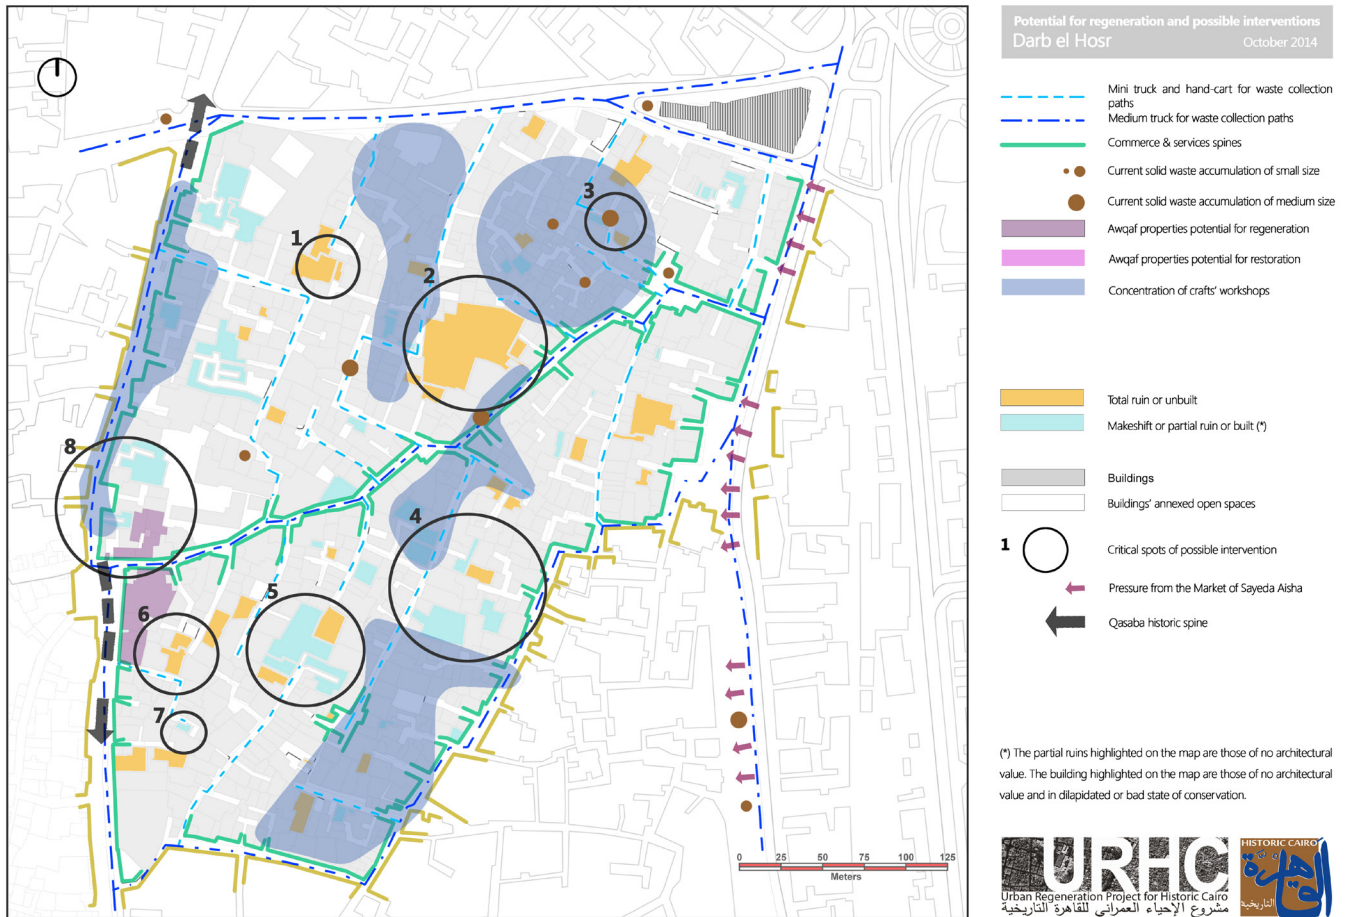 Potential for regeneration and possible interventions
Darb el Hosr October 2014
Mini truck and hand-cart for waste collection
paths
Medium truck for waste collection paths
Commerce & services spines
Current solid waste accumulation of small size
Current solid waste accumulation of medium size
Awqaf properties potential for regeneration
Awqaf properties potential for restoration
Concentration of crafts' workshops
Total ruin or unbuilt
Makeshift or partial ruin or built (*)
Buildings
Buildings' annexed open spaces
1 Critical spots of possible intervention
Pressure from the Market of Sayeda Aisha
Qasaba historic spine
(*) The partial ruins highlighted on the map are those of no architectural
value. The building highlighted on the map are those of no architectural
value and in dilapidated or bad state of conservation.
URHC
Urban Regeneration Project for Historic Cairo
مشروع الإحياء العمراني للقاهرة التاريخية
HISTORIC CAIRO
القاهرة
التاريخية
3
1
2
8
4
5
6
7
0 25 50 75 100 125
Meters